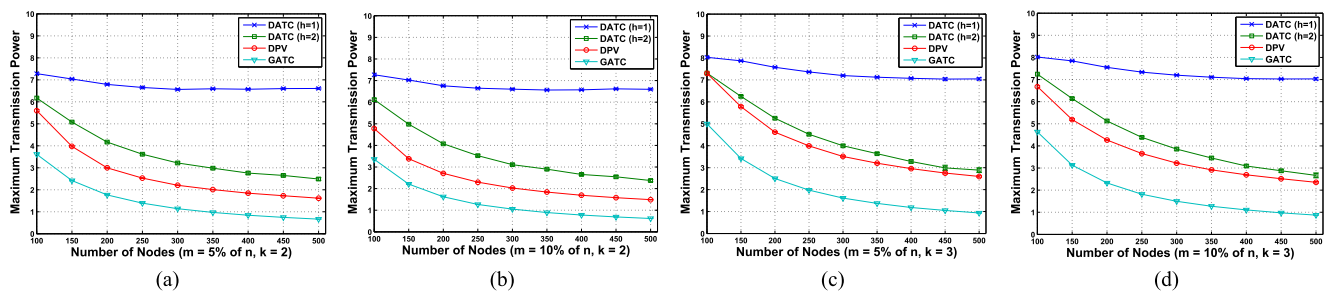 10
9
8
7
6
5
4
3
2
1
0
Maximum Transmission Power
DATC (h=1)
DATC (h=2)
DPV
GATC
100 150 200 250 300 350 400 450 500
Number of Nodes (m = 5% of n, k = 2)
(a)
10
9
8
7
6
5
4
3
2
1
0
Maximum Transmission Power
DATC (h=1)
DATC (h=2)
DPV
GATC
100 150 200 250 300 350 400 450 500
Number of Nodes (m = 10% of n, k = 2)
(b)
10
9
8
7
6
5
4
3
2
1
0
Maximum Transmission Power
DATC (h=1)
DATC (h=2)
DPV
GATC
100 150 200 250 300 350 400 450 500
Number of Nodes (m = 5% of n, k = 3)
(c)
10
9
8
7
6
5
4
3
2
1
0
Maximum Transmission Power
DATC (h=1)
DATC (h=2)
DPV
GATC
100 150 200 250 300 350 400 450 500
Number of Nodes (m = 10% of n, k = 3)
(d)